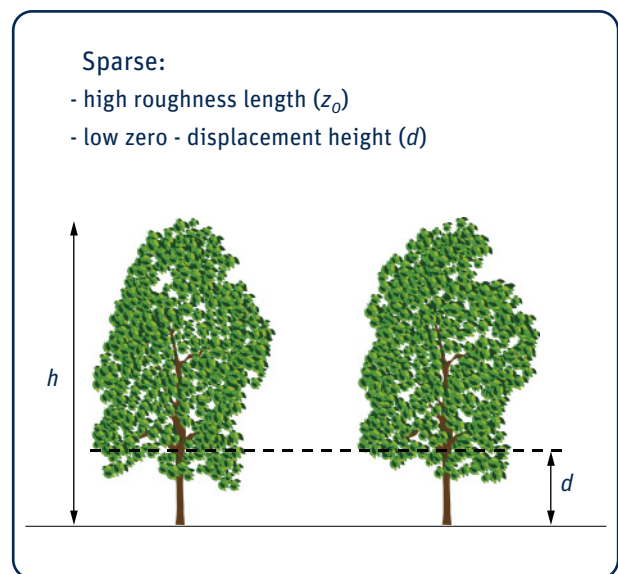 Sparse:
- high roughness length (z₀)
- low zero - displacement height (d)
h
d